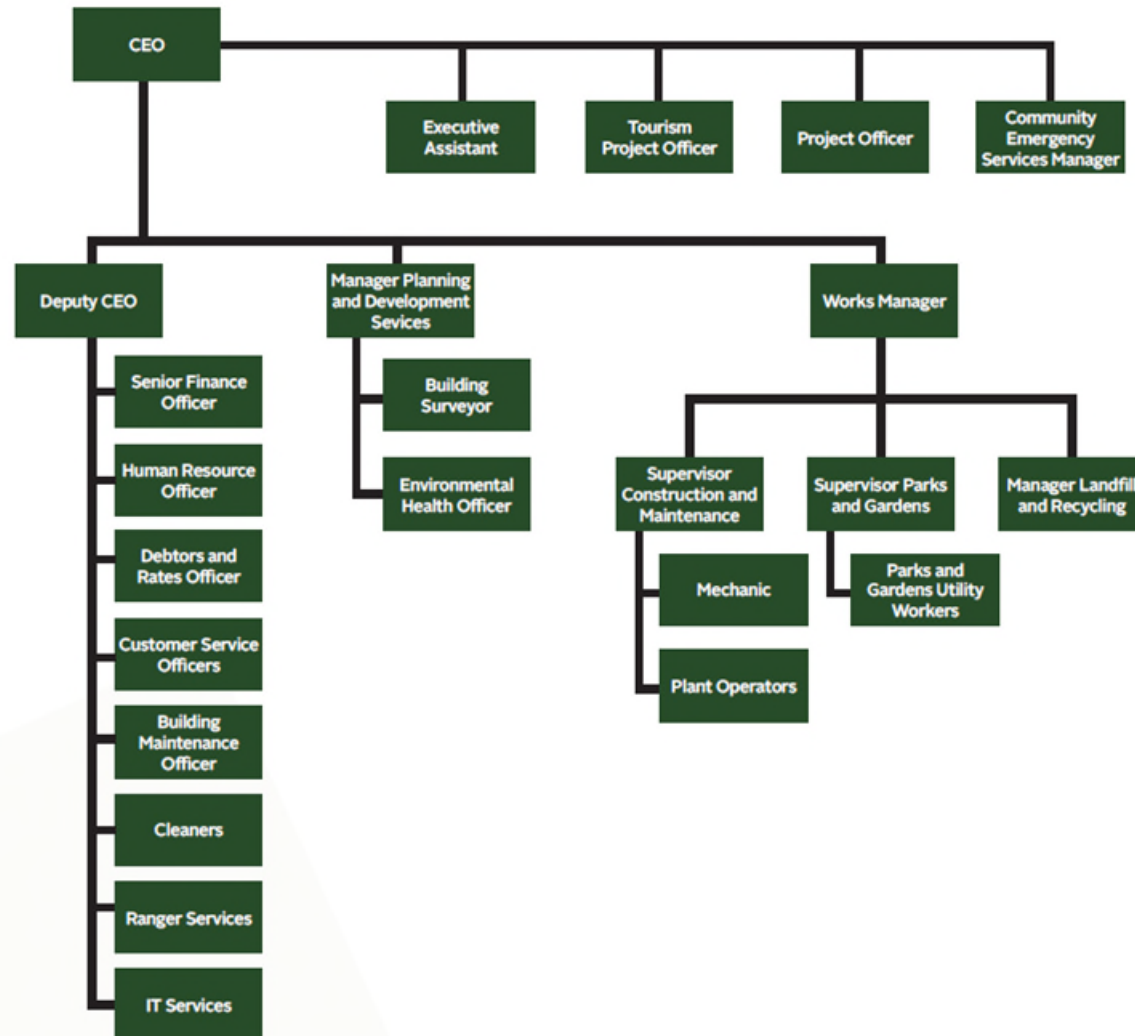 CEO
Executive
Assistant
Tourism
Project Officer
Project Officer
Community
Emergency
Services Manager
Deputy CEO
Manager Planning
and Development
Sevices
Works Manager
Senior Finance
Officer
Human Resource
Officer
Debtors and
Rates Officer
Customer Service
Officers
Building
Maintenance
Officer
Cleaners
Ranger Services
IT Services
Building
Surveyor
Environmental
Health Officer
Supervisor
Construction and
Maintenance
Mechanic
Plant Operators
Supervisor Parks
and Gardens
Parks and
Gardens Utility
Workers
Manager Landfill
and Recycling